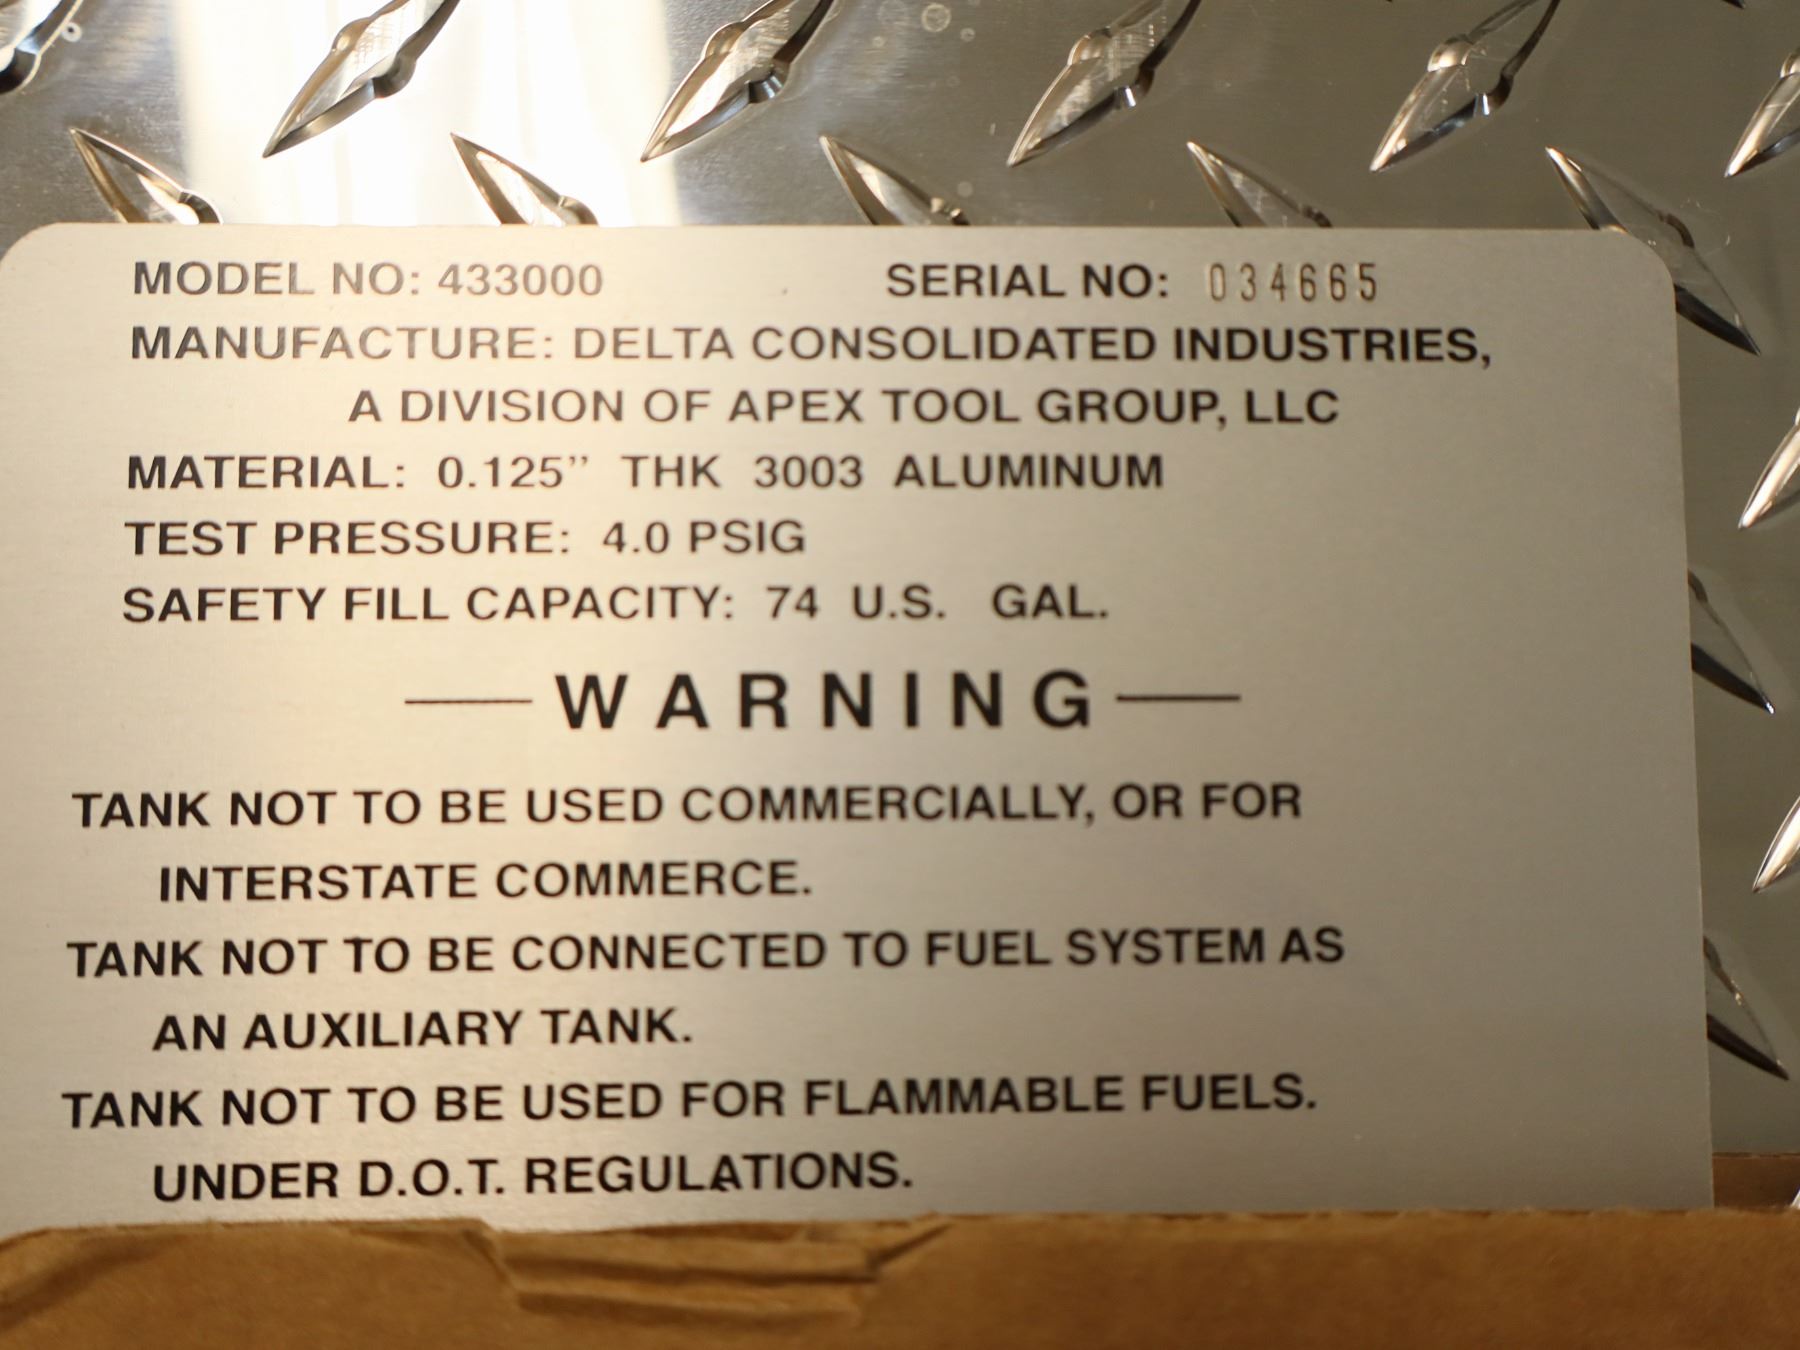 MODEL NO: 433000 SERIAL NO: 034665
MANUFACTURE: DELTA CONSOLIDATED INDUSTRIES,
A DIVISION OF APEX TOOL GROUP, LLC
MATERIAL: 0.125” THK 3003 ALUMINUM
TEST PRESSURE: 4.0 PSIG
SAFETY FILL CAPACITY: 74 U.S. GAL.
— WARNING —
TANK NOT TO BE USED COMMERCIALLY, OR FOR
INTERSTATE COMMERCE.
TANK NOT TO BE CONNECTED TO FUEL SYSTEM AS
AN AUXILIARY TANK.
TANK NOT TO BE USED FOR FLAMMABLE FUELS.
UNDER D.O.T. REGULATIONS.